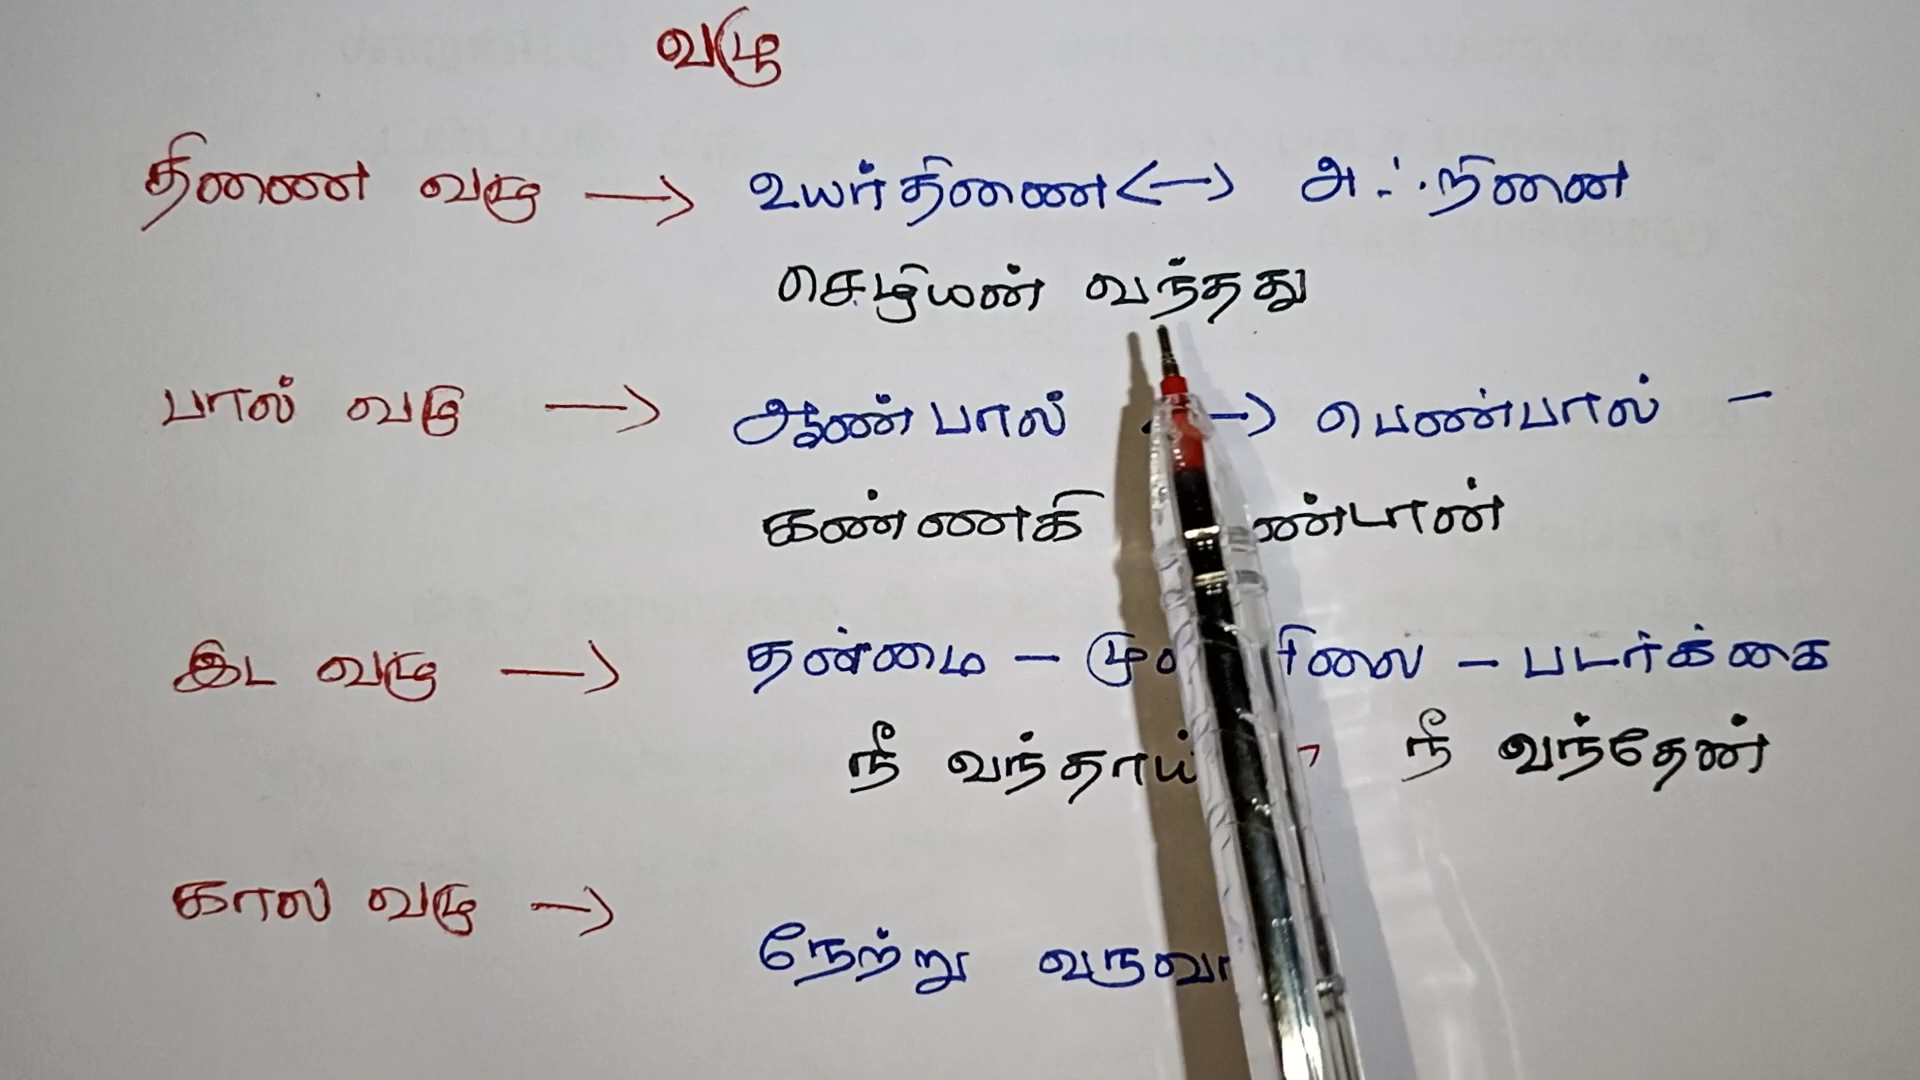 வழு
திணை வழு → உயர்திணை <-> அஃறிணை
செழியன் வந்தது
பால் வழு → ஆண்பால் → பெண்பால் -
கண்ணகி
இட வழு → தன்மை - - படர்க்கை
நீ வந்தாய் நீ வந்தேன்
கால வழு →
நேற்று